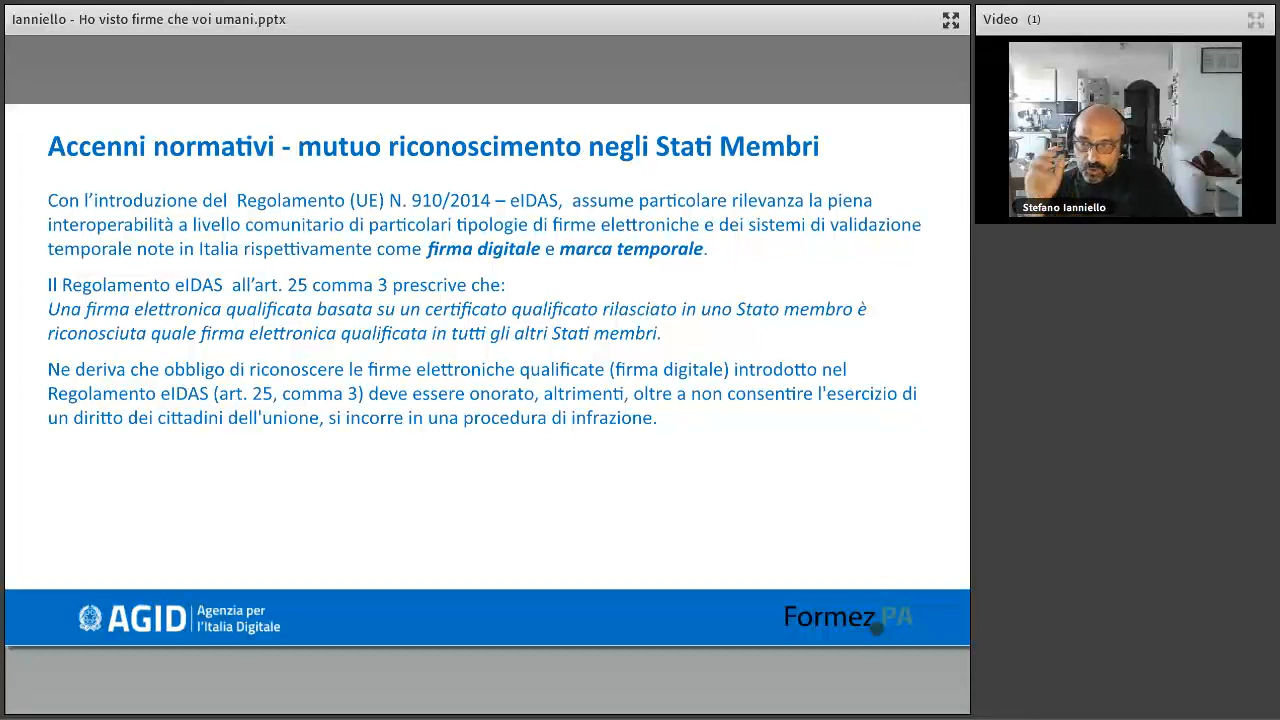 Ianniello - Ho visto firme che voi umani.pptx
Video (1)
Stefano Ianniello
Accenni normativi - mutuo riconoscimento negli Stati Membri
Con l’introduzione del Regolamento (UE) N. 910/2014 – eIDAS, assume particolare rilevanza la piena
interoperabilità a livello comunitario di particolari tipologie di firme elettroniche e dei sistemi di validazione
temporale note in Italia rispettivamente come firma digitale e marca temporale.
Il Regolamento eIDAS all’art. 25 comma 3 prescrive che:
Una firma elettronica qualificata basata su un certificato qualificato rilasciato in uno Stato membro è
riconosciuta quale firma elettronica qualificata in tutti gli altri Stati membri.
Ne deriva che obbligo di riconoscere le firme elettroniche qualificate (firma digitale) introdotto nel
Regolamento eIDAS (art. 25, comma 3) deve essere onorato, altrimenti, oltre a non consentire l'esercizio di
un diritto dei cittadini dell'unione, si incorre in una procedura di infrazione.
AGID
Agenzia per
l’Italia Digitale
Formez PA